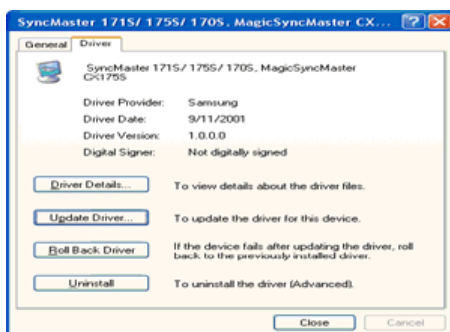 SyncMaster 171S/ 175S/ 170S, MagicSyncMaster CX...
General Driver
SyncMaster 171S/ 175S/ 170S, MagicSyncMaster
CX175S
Driver Provider: Samsung
Driver Date: 9/11/2001
Driver Version: 1.0.0.0
Digital Signer: Not digitally signed
Driver Details... To view details about the driver files.
Update Driver... To update the driver for this device.
Roll Back Driver If the device fails after updating the driver, roll
back to the previously installed driver.
Uninstall To uninstall the driver (Advanced).
Close Cancel